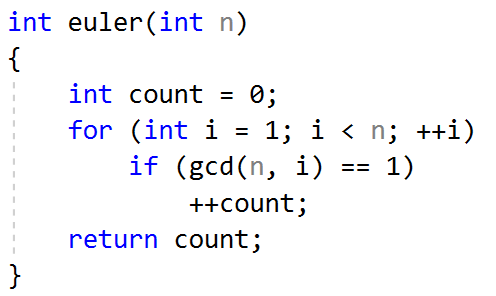 int euler(int n)
{
    int count = 0;
    for (int i = 1; i < n; ++i)
        if (gcd(n, i) == 1)
            ++count;
    return count;
}